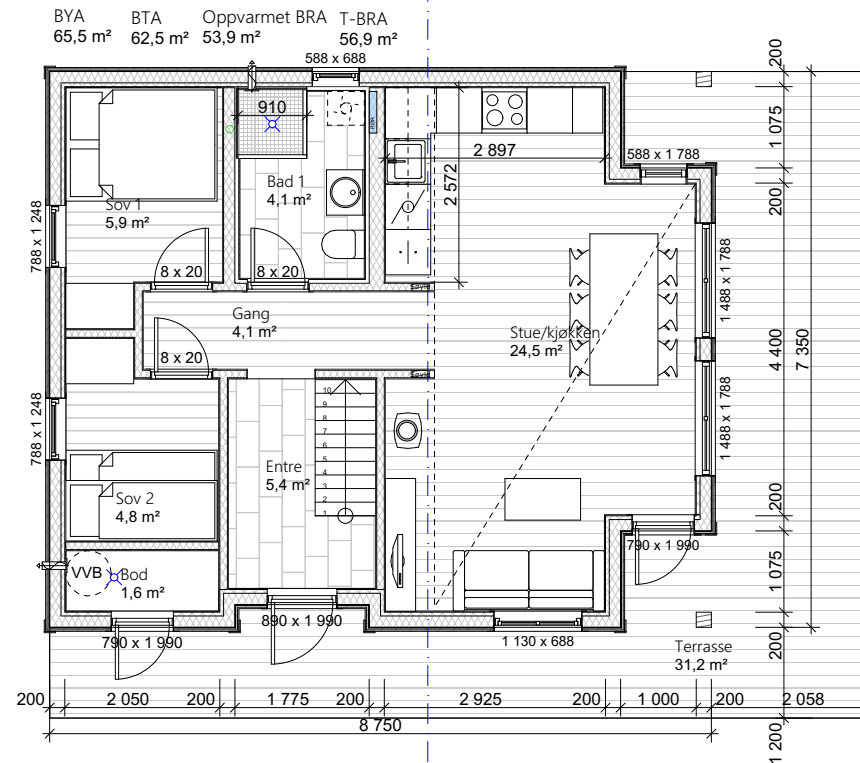 BYA BTA Oppvarmet BRA T-BRA
65,5 m² 62,5 m² 53,9 m² 56,9 m²
588 x 688
200
910
2 897
588 x 1 788
1 075
2 572
Bad 1
4,1 m²
Sov 1
5,9 m²
200
788 x 1 248
8 x 20
8 x 20
1 488 x 1 788
Gang
4,1 m²
Stue/kjøkken
24,5 m²
4 400
7 350
8 x 20
10
9
8
7
6
5
4
3
2
1
788 x 1 248
1 488 x 1 788
Entre
5,4 m²
Sov 2
4,8 m²
200
790 x 1 990
VVB
Bod
1,6 m²
1 075
890 x 1 990
790 x 1 990
1 130 x 688
Terrasse
31,2 m²
200
200 2 050 200 1 775 200 2 925 200 1 000 200 2 058
8 750
1 200